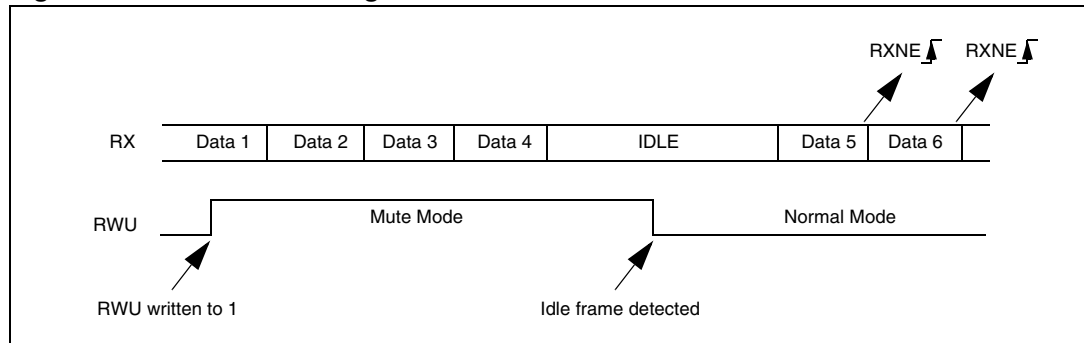 RXNE RXNE
RX Data 1 Data 2 Data 3 Data 4 IDLE Data 5 Data 6
RWU Mute Mode Normal Mode
RWU written to 1 Idle frame detected